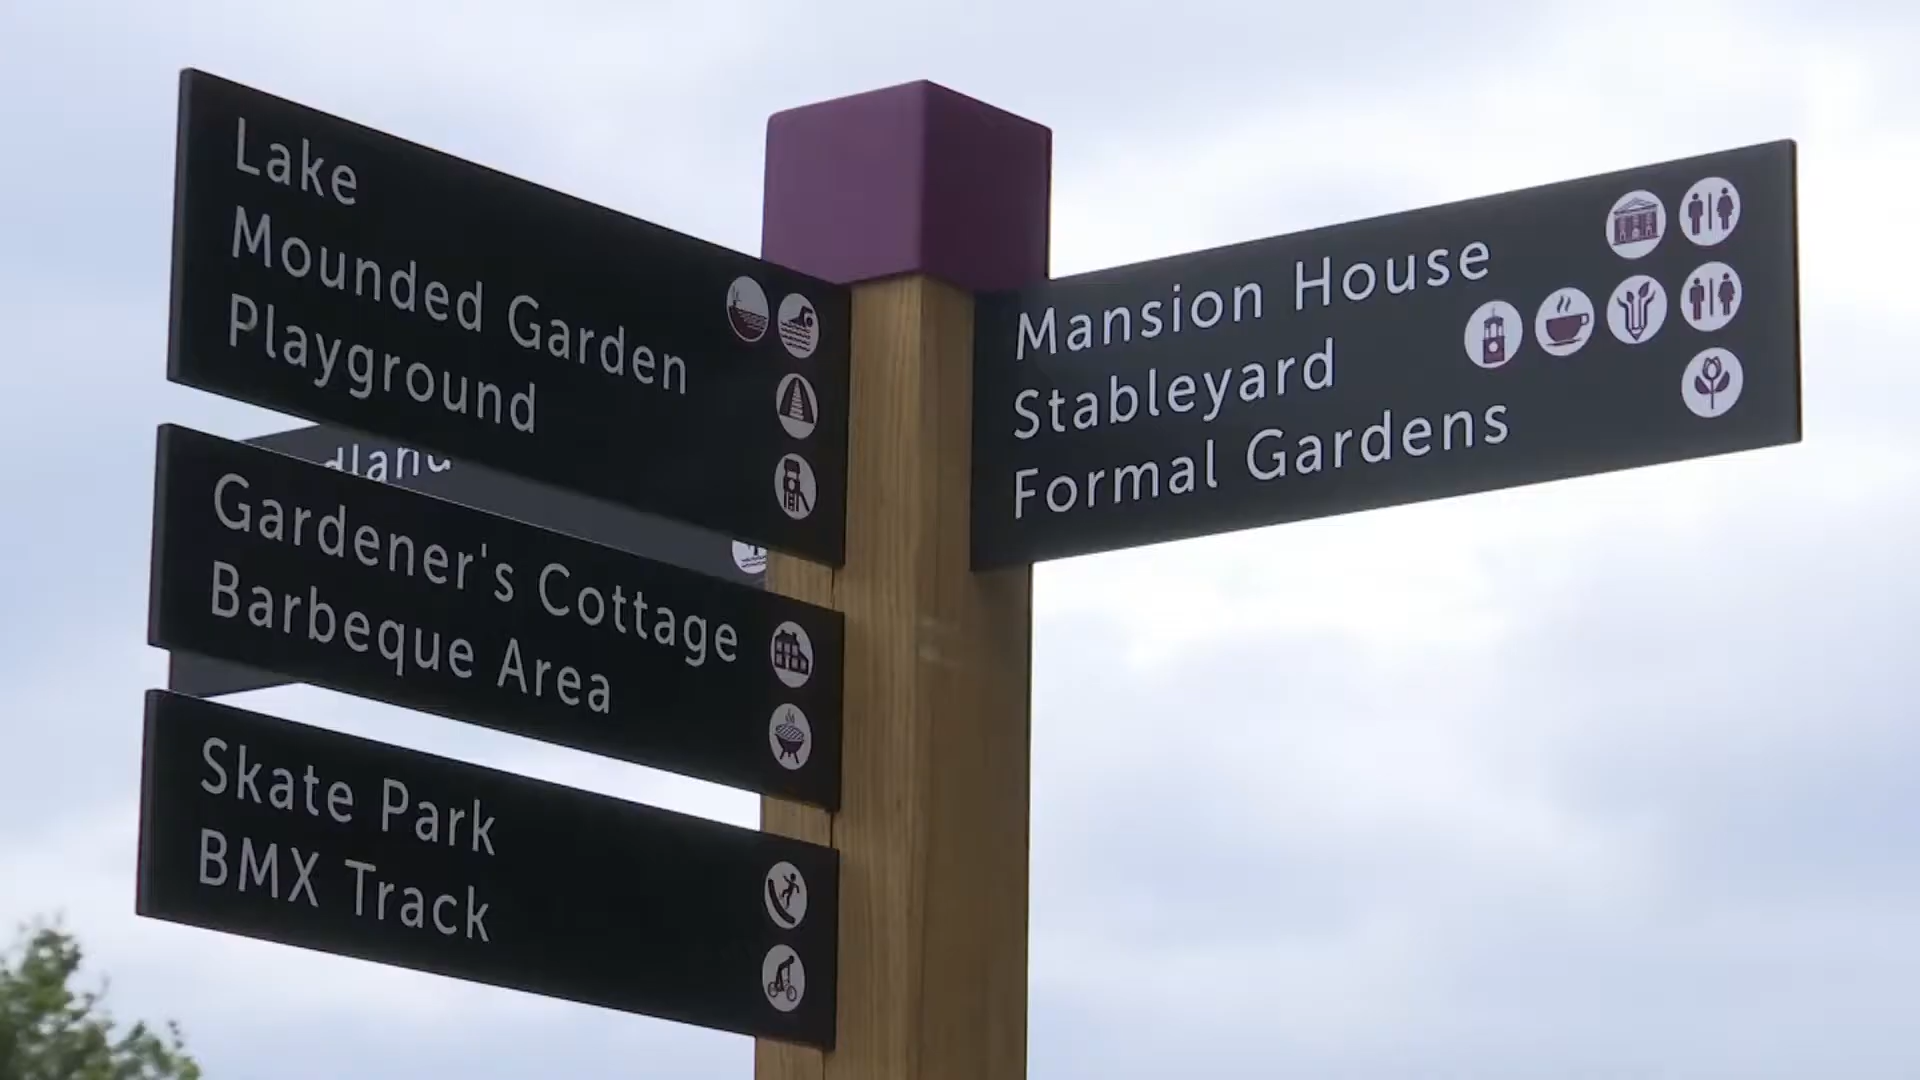 Lake
Mounded Garden
Playground
Gardener's Cottage
Barbeque Area
Skate Park
BMX Track
Mansion House
Stableyard
Formal Gardens